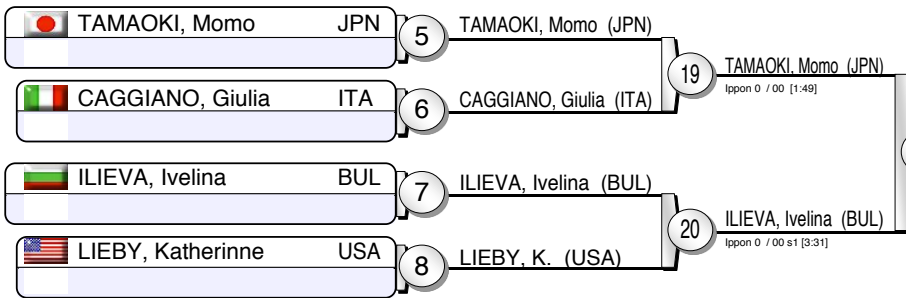 TAMAOKI, Momo JPN
5
TAMAOKI, Momo (JPN)
CAGGIANO, Giulia ITA
6
CAGGIANO, Giulia (ITA)
19
TAMAOKI, Momo (JPN)
Ippon 0 / 00 [1:49]
ILIEVA, Ivelina BUL
7
ILIEVA, Ivelina (BUL)
LIEBY, Katherinne USA
8
LIEBY, K. (USA)
20
ILIEVA, Ivelina (BUL)
Ippon 0 / 00 s1 [3:31]